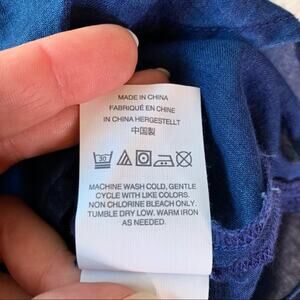 MADE IN CHINA
FABRIQUÉ EN CHINE
IN CHINA HERGESTELLT
中国製
30
MACHINE WASH COLD, GENTLE
CYCLE WITH LIKE COLORS.
NON CHLORINE BLEACH ONLY.
TUMBLE DRY LOW. WARM IRON
AS NEEDED.